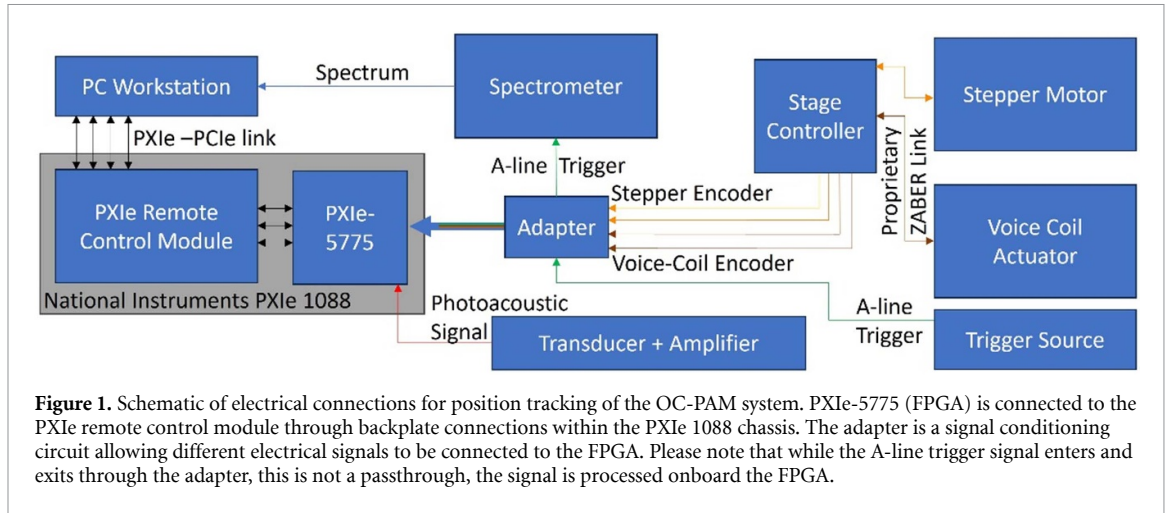 PC Workstation
Spectrum
Spectrometer
Stage
Controller
Stepper Motor
PXIe –PCIe link
A-line Trigger
Proprietary
ZABER Link
Stepper Encoder
PXIe Remote
Control Module
PXIe-
5775
Adapter
Voice Coil
Actuator
Voice-Coil Encoder
National Instruments PXIe 1088
Photoacoustic
Signal
Transducer + Amplifier
A-line
Trigger
Trigger Source
Figure 1. Schematic of electrical connections for position tracking of the OC-PAM system. PXIe-5775 (FPGA) is connected to the
PXIe remote control module through backplate connections within the PXIe 1088 chassis. The adapter is a signal conditioning
circuit allowing different electrical signals to be connected to the FPGA. Please note that while the A-line trigger signal enters and
exits through the adapter, this is not a passthrough, the signal is processed onboard the FPGA.